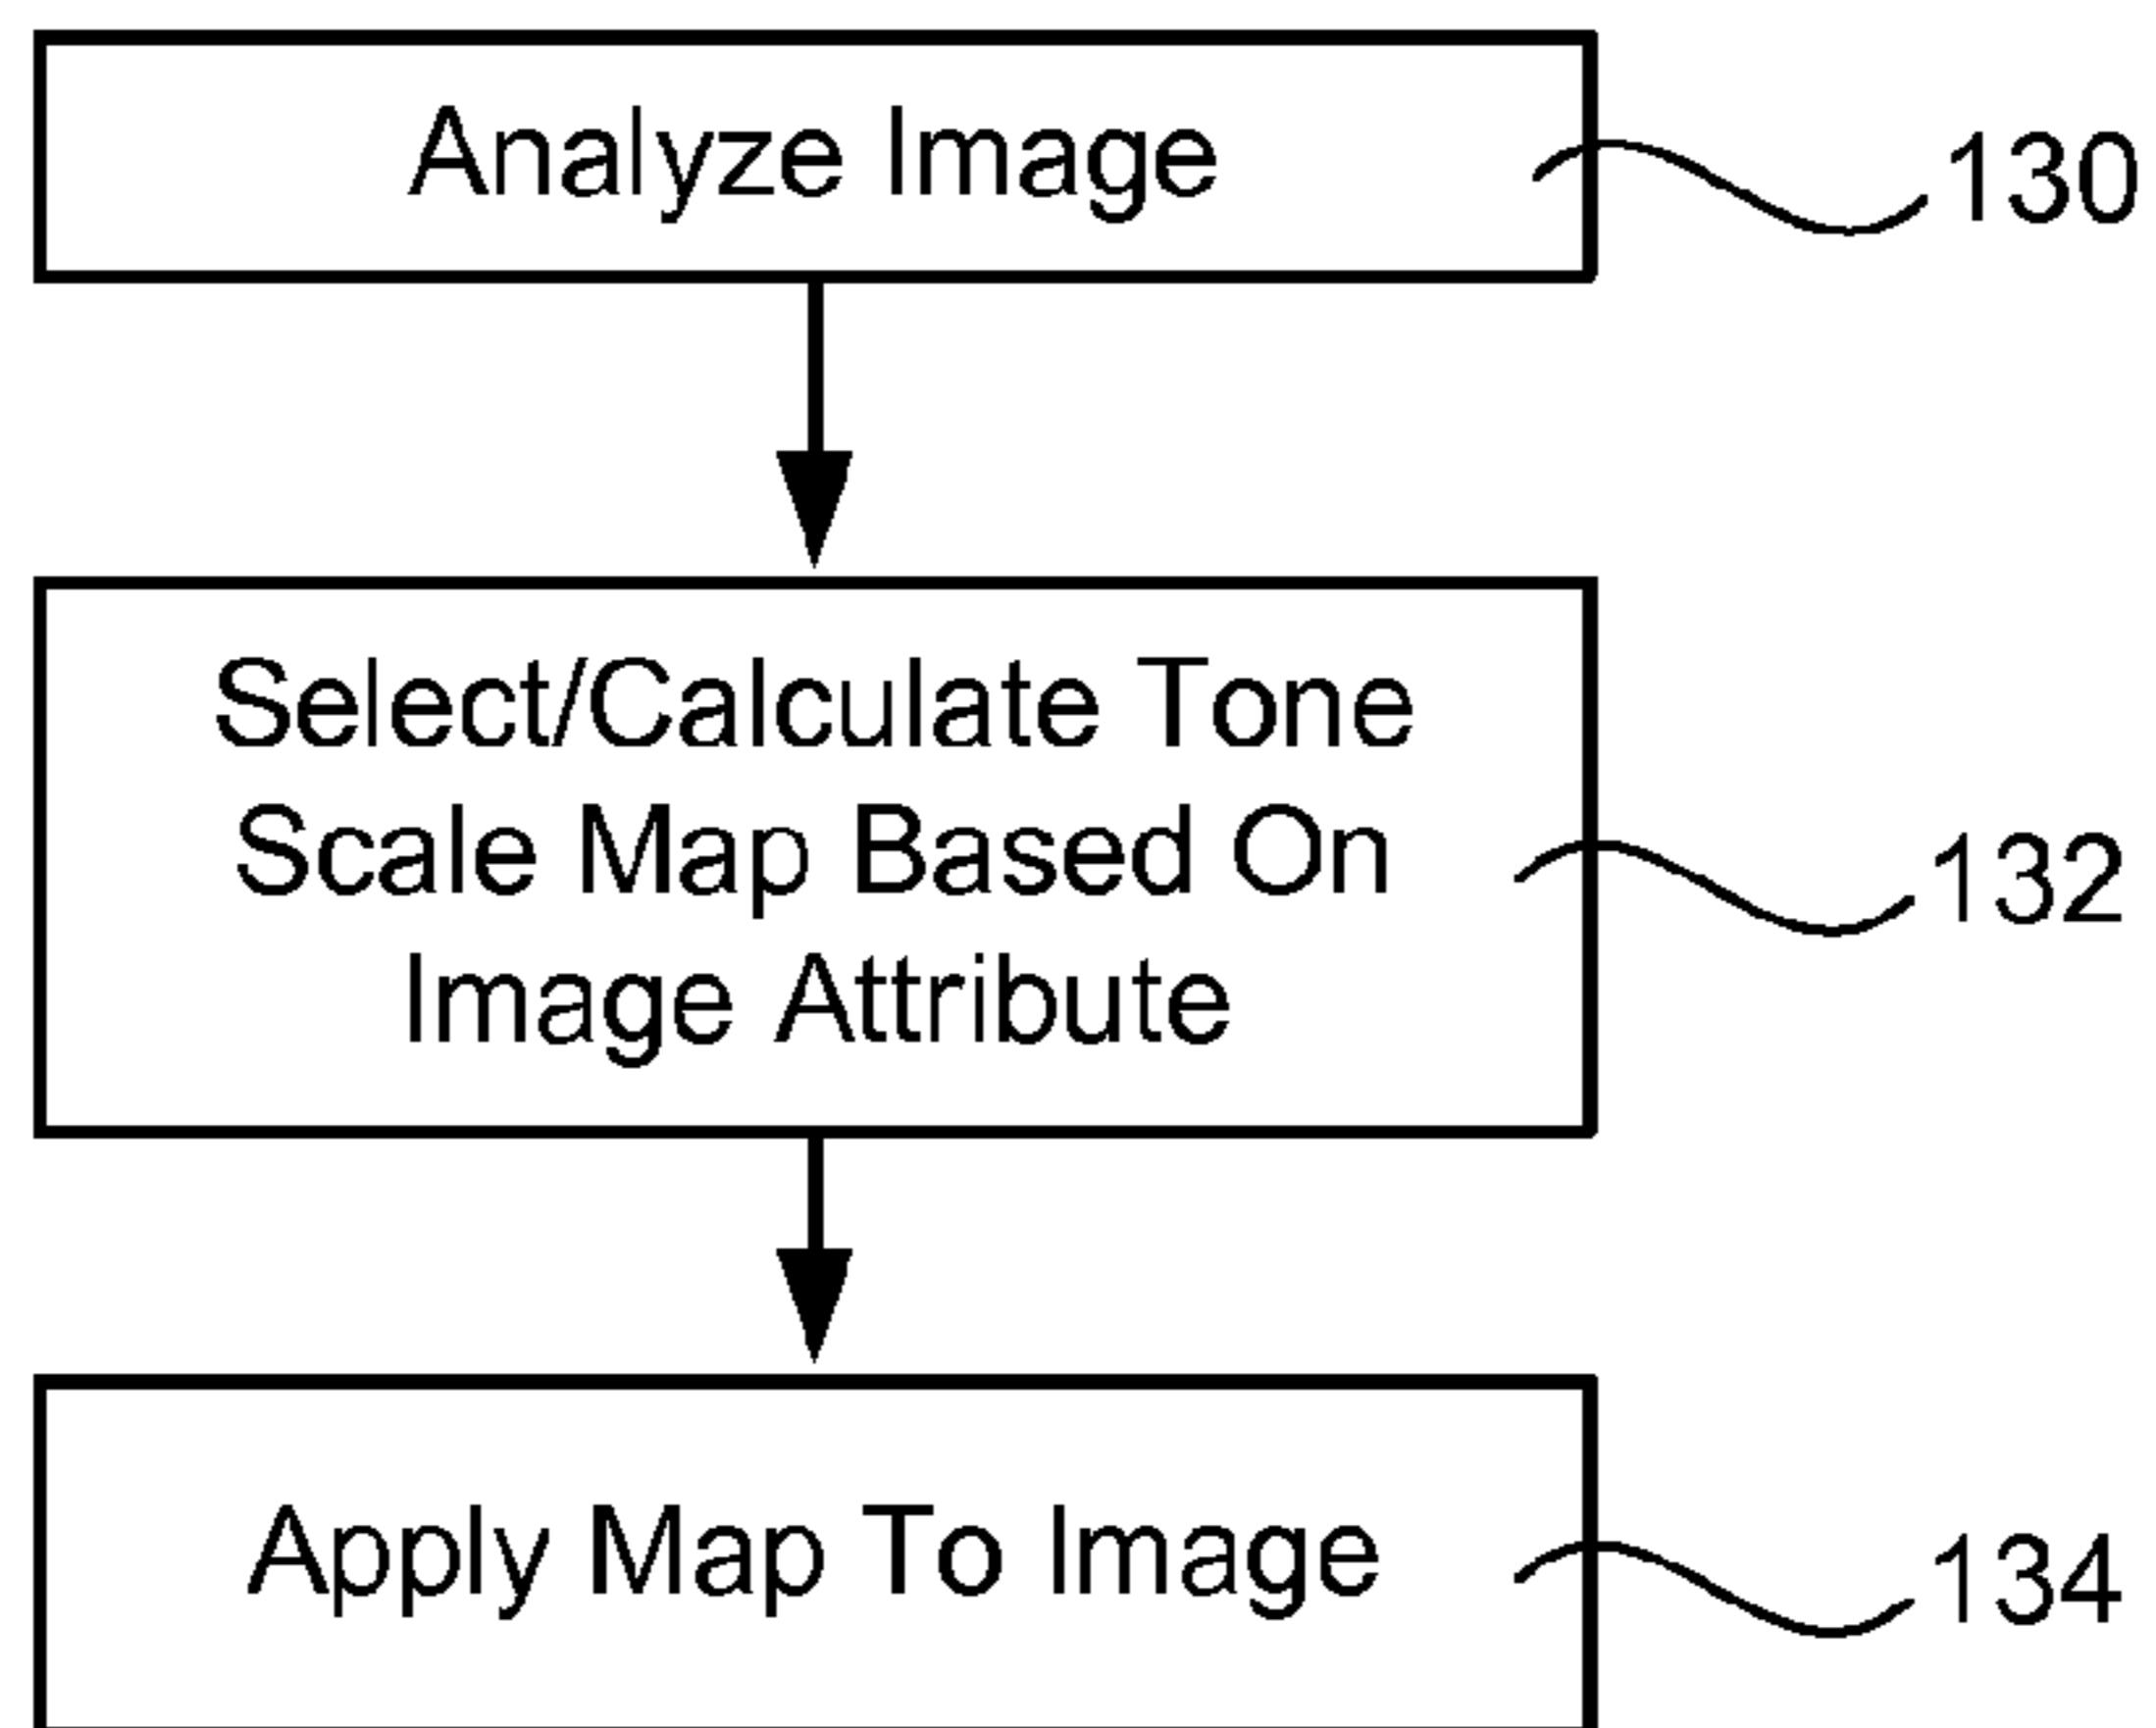 Analyze Image
130
Select/Calculate Tone
Scale Map Based On
Image Attribute
132
Apply Map To Image
134